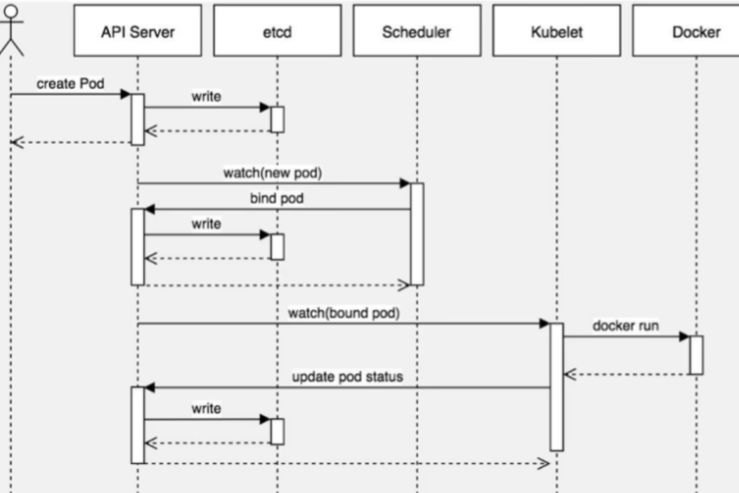 API Server
etcd
Scheduler
Kubelet
Docker
create Pod
write
watch(new pod)
bind pod
write
watch(bound pod)
docker run
update pod status
write